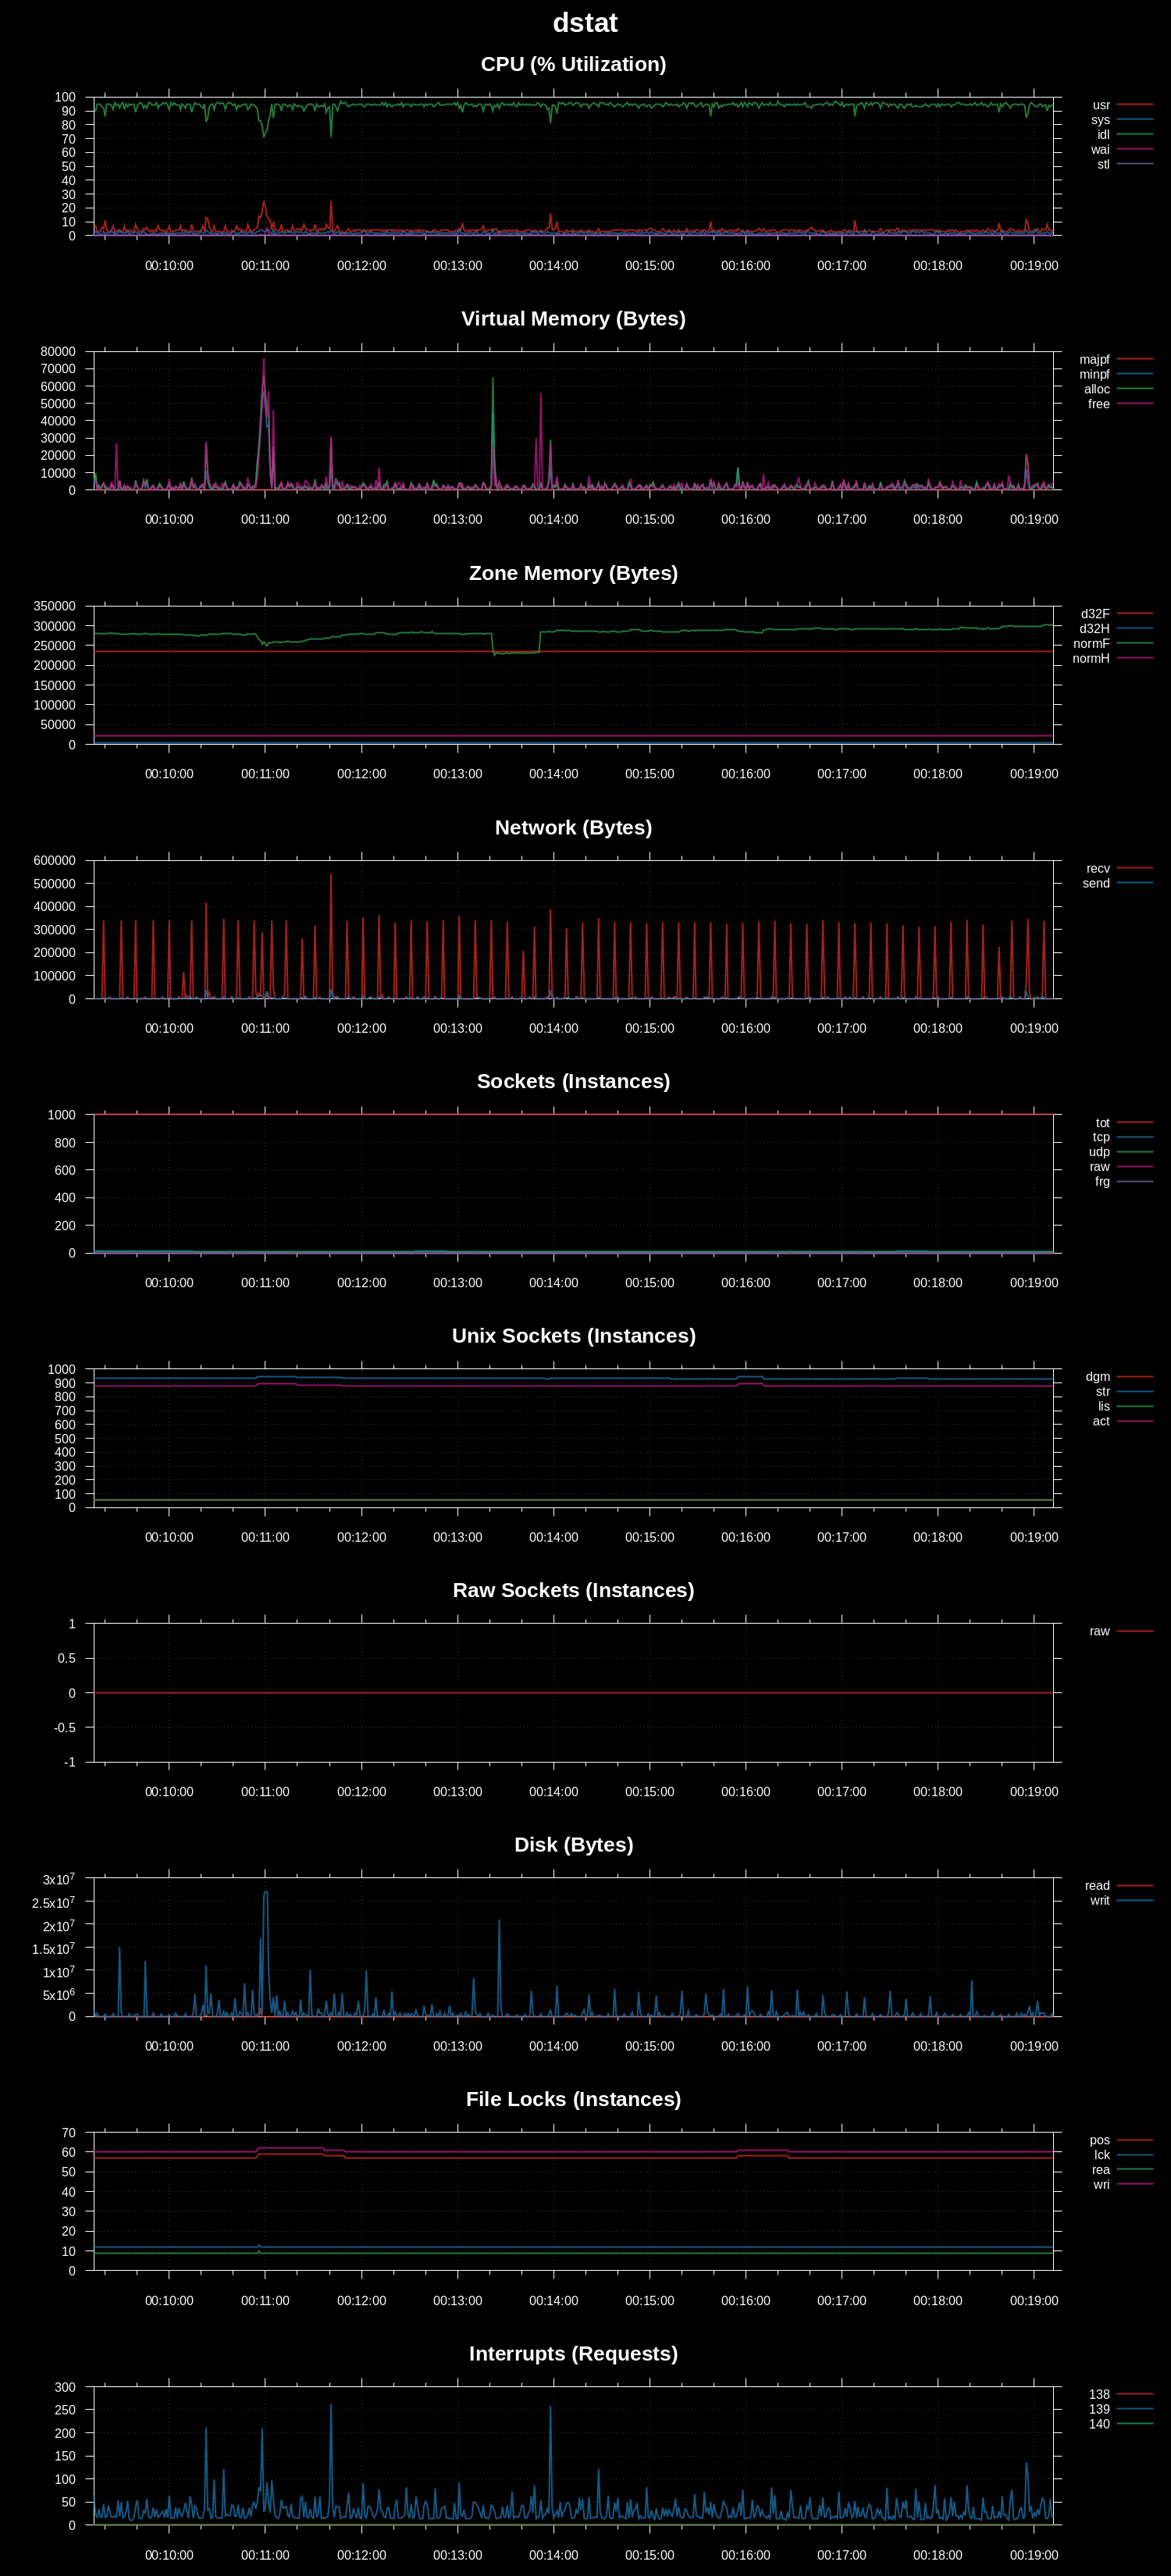 dstat
CPU (% Utilization)
100
90
80
70
60
50
40
30
20
10
0
usr
sys
idl
wai
stl
00:10:00 00:11:00 00:12:00 00:13:00 00:14:00 00:15:00 00:16:00 00:17:00 00:18:00 00:19:00
Virtual Memory (Bytes)
80000
70000
60000
50000
40000
30000
20000
10000
0
majpf
minpf
alloc
free
00:10:00 00:11:00 00:12:00 00:13:00 00:14:00 00:15:00 00:16:00 00:17:00 00:18:00 00:19:00
Zone Memory (Bytes)
350000
300000
250000
200000
150000
100000
50000
0
d32F
d32H
normF
normH
00:10:00 00:11:00 00:12:00 00:13:00 00:14:00 00:15:00 00:16:00 00:17:00 00:18:00 00:19:00
Network (Bytes)
600000
500000
400000
300000
200000
100000
0
recv
send
00:10:00 00:11:00 00:12:00 00:13:00 00:14:00 00:15:00 00:16:00 00:17:00 00:18:00 00:19:00
Sockets (Instances)
1000
800
600
400
200
0
tot
tcp
udp
raw
frg
00:10:00 00:11:00 00:12:00 00:13:00 00:14:00 00:15:00 00:16:00 00:17:00 00:18:00 00:19:00
Unix Sockets (Instances)
1000
900
800
700
600
500
400
300
200
100
0
dgm
str
lis
act
00:10:00 00:11:00 00:12:00 00:13:00 00:14:00 00:15:00 00:16:00 00:17:00 00:18:00 00:19:00
Raw Sockets (Instances)
1
0.5
0
-0.5
-1
raw
00:10:00 00:11:00 00:12:00 00:13:00 00:14:00 00:15:00 00:16:00 00:17:00 00:18:00 00:19:00
Disk (Bytes)
3x10⁷
2.5x10⁷
2x10⁷
1.5x10⁷
1x10⁷
5x10⁶
0
read
writ
00:10:00 00:11:00 00:12:00 00:13:00 00:14:00 00:15:00 00:16:00 00:17:00 00:18:00 00:19:00
File Locks (Instances)
70
60
50
40
30
20
10
0
pos
lck
rea
wri
00:10:00 00:11:00 00:12:00 00:13:00 00:14:00 00:15:00 00:16:00 00:17:00 00:18:00 00:19:00
Interrupts (Requests)
300
250
200
150
100
50
0
138
139
140
00:10:00 00:11:00 00:12:00 00:13:00 00:14:00 00:15:00 00:16:00 00:17:00 00:18:00 00:19:00